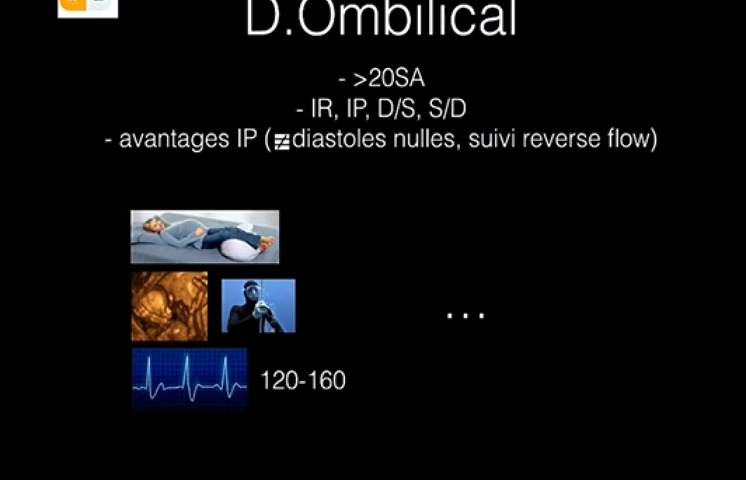 D.Ombilical
- >20SA
- IR, IP, D/S, S/D
- avantages IP (≠diastoles nulles, suivi reverse flow)
...
120-160